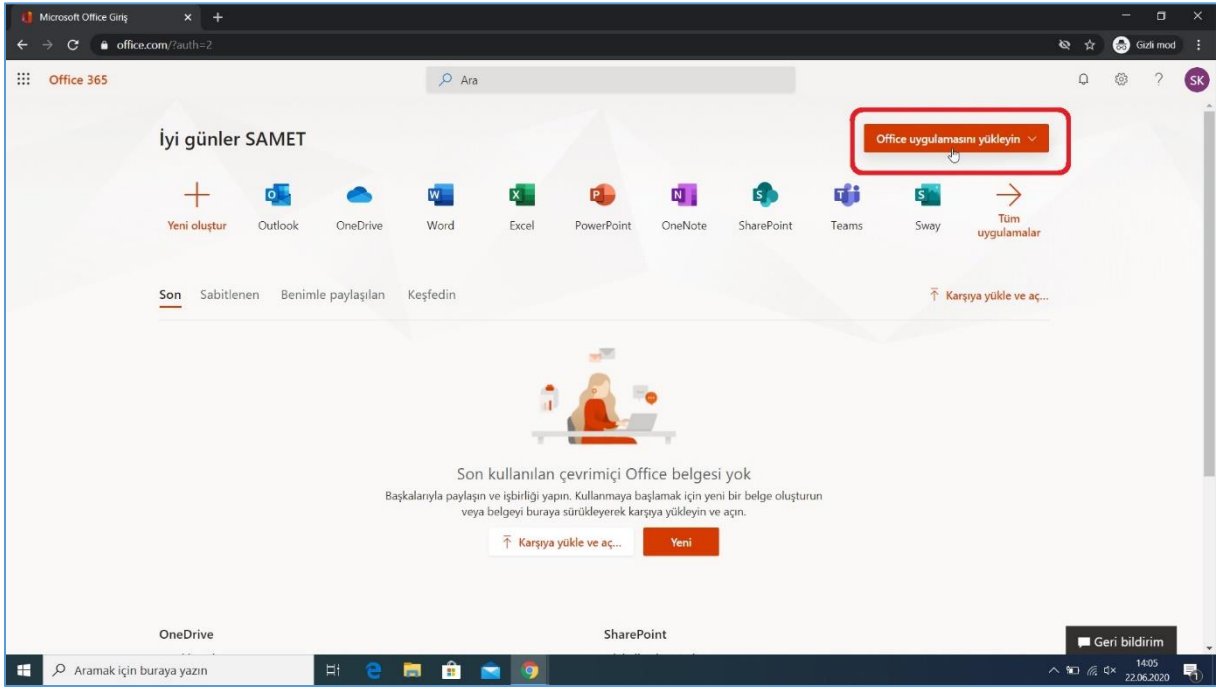 Microsoft Office Giriş
office.com/?auth=2
Gizli mod
Office 365
Ara
SK
İyi günler SAMET
Office uygulamasını yükleyin
Yeni oluştur
Outlook
OneDrive
Word
Excel
PowerPoint
OneNote
SharePoint
Teams
Sway
Tüm
uygulamalar
Son Sabitlenen Benimle paylaşılan Keşfedin
Karşıya yükle ve aç...
Son kullanılan çevrimiçi Office belgesi yok
Başkalarıyla paylaşın ve işbirliği yapın. Kullanmaya başlamak için yeni bir belge oluşturun
veya belgeyi buraya sürükleyerek karşıya yükleyin ve açın.
Karşıya yükle ve aç...
Yeni
OneDrive
SharePoint
Geri bildirim
Aramak için buraya yazın
14:05
22.06.2020